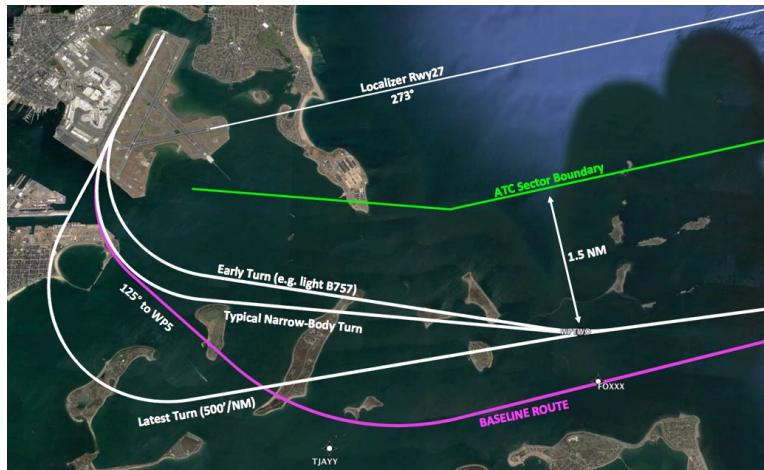 Localizer Rwy27
273°
ATC Sector Boundary
1.5 NM
Early Turn (e.g. light B757)
125° to WP5
Typical Narrow-Body Turn
FOXXX
Latest Turn (500'/NM)
BASELINE ROUTE
TJAYY